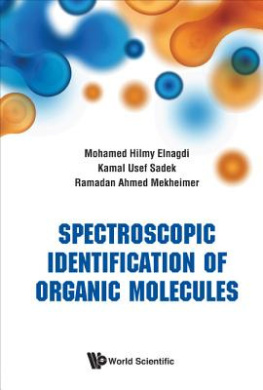 Mohamed Hilmy Elnagdi
Kamal Usef Sadek
Ramadan Ahmed Mekheimer
SPECTROSCOPIC
IDENTIFICATION OF
ORGANIC MOLECULES
World Scientific